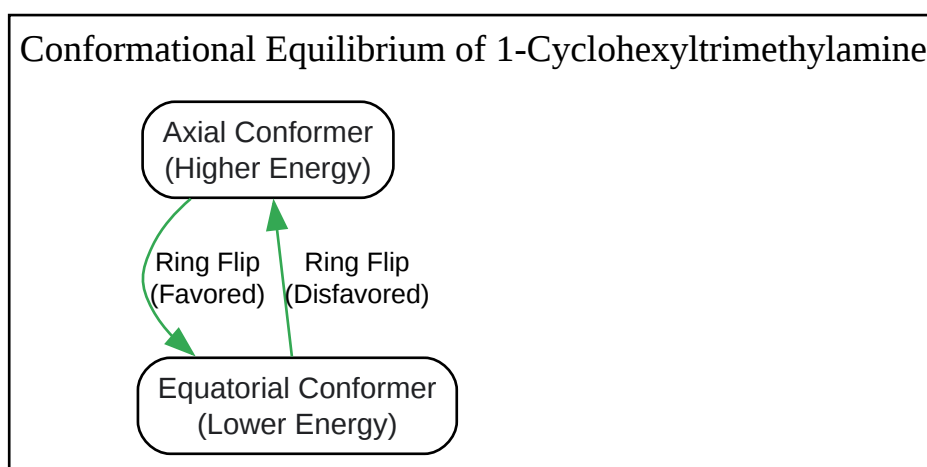 Conformational Equilibrium of 1-Cyclohexyltrimethylamine
Axial Conformer
(Higher Energy)
Ring Flip
(Favored)
Ring Flip
(Disfavored)
Equatorial Conformer
(Lower Energy)